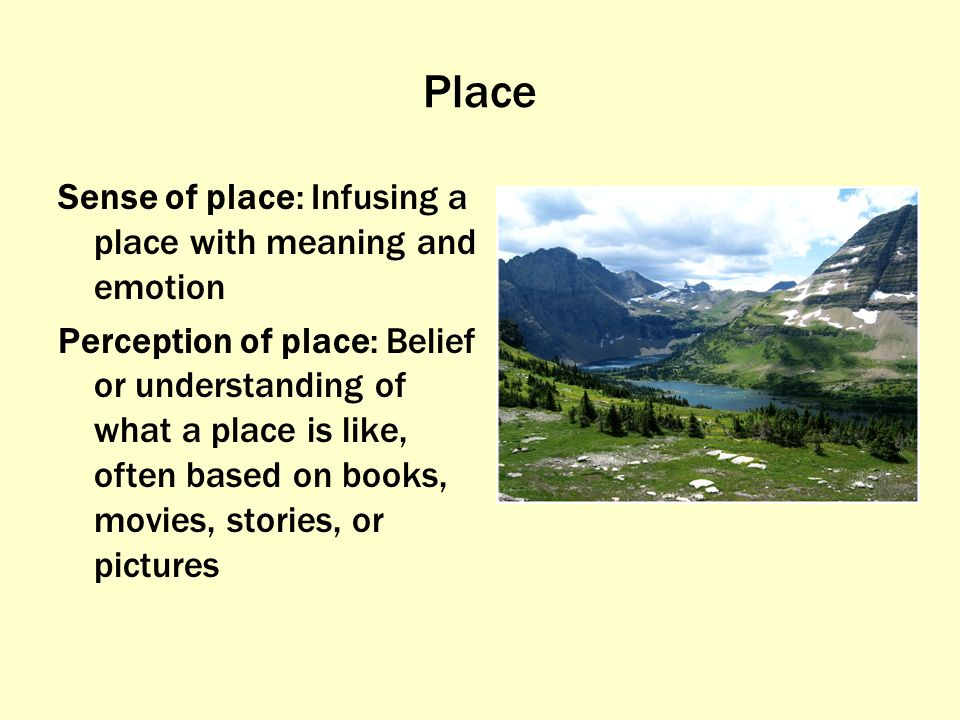 Place
Sense of place: Infusing a
place with meaning and
emotion
Perception of place: Belief
or understanding of
what a place is like,
often based on books,
movies, stories, or
pictures